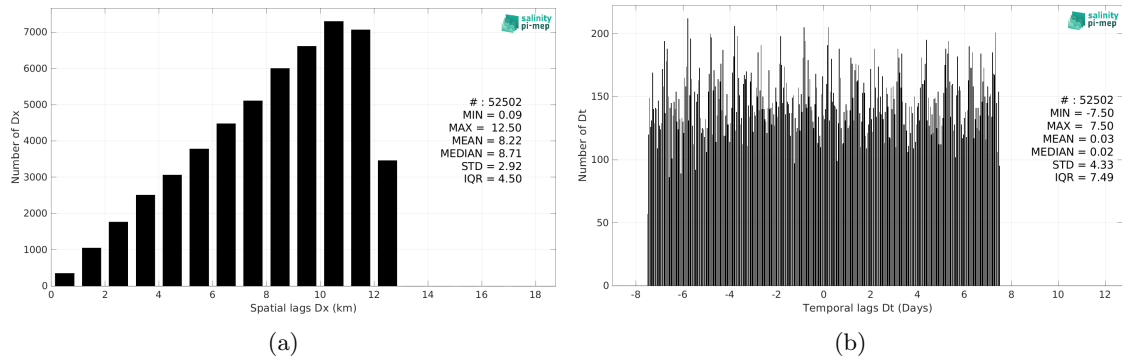 salinity
pi-mep
7000
6000
5000
4000
3000
2000
1000
0
Number of Dx
# : 52502
MIN = 0.09
MAX = 12.50
MEAN = 8.22
MEDIAN = 8.71
STD = 2.92
IQR = 4.50
0 2 4 6 8 10 12 14 16 18
Spatial lags Dx (km)
(a)
salinity
pi-mep
200
150
100
50
0
Number of Dt
# : 52502
MIN = -7.50
MAX = 7.50
MEAN = 0.03
MEDIAN = 0.02
STD = 4.33
IQR = 7.49
-8 -6 -4 -2 0 2 4 6 8 10 12
Temporal lags Dt (Days)
(b)